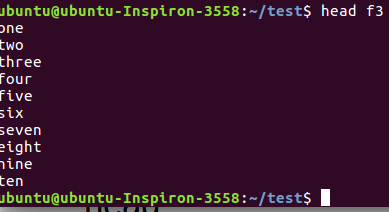 ubuntu@ubuntu-Inspiron-3558:~/test$ head f3
one
two
three
four
five
six
seven
eight
nine
ten
ubuntu@ubuntu-Inspiron-3558:~/test$